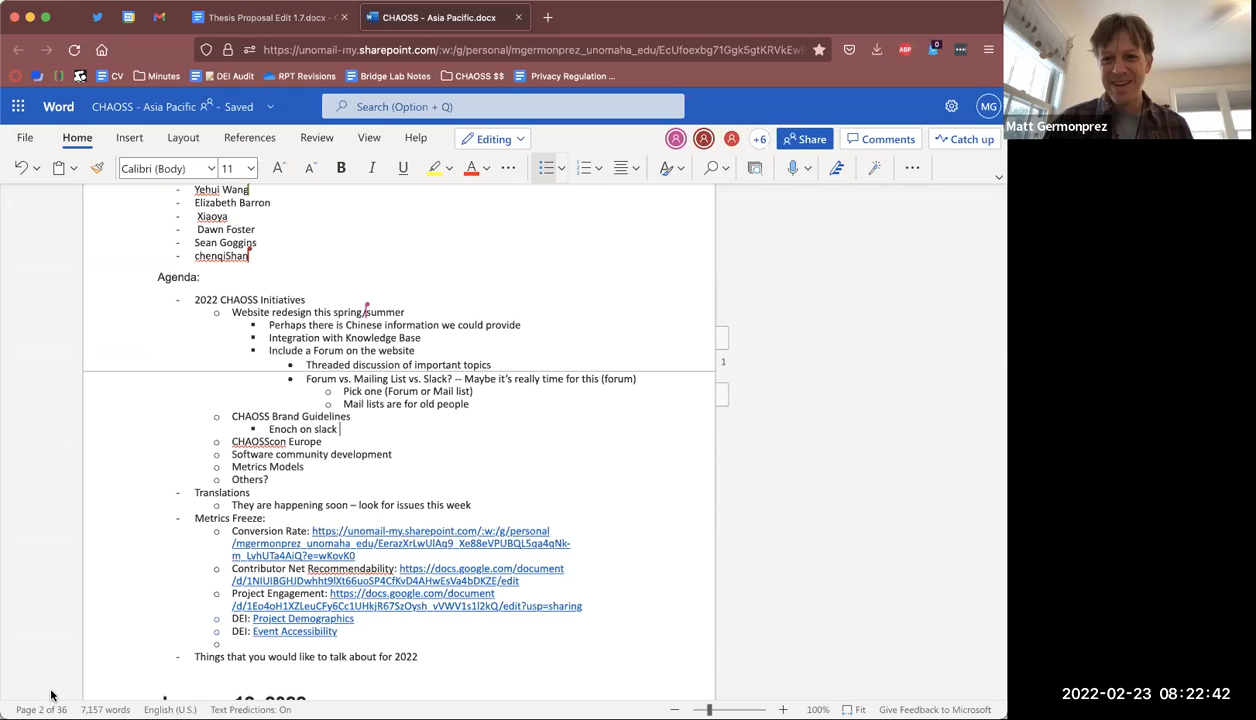 Thesis Proposal Edit 1.7.docx -
CHAOSS - Asia Pacific.docx
https://unomail-my.sharepoint.com/:w:/g/personal/mgermonprez_unomaha_edu/EcUfoexbg71Ggk5gtKRVkEwB
ABP
0
CV
Minutes
DEI Audit
RPT Revisions
Bridge Lab Notes
CHAOSS $$
Privacy Regulation ...
Word
CHAOSS - Asia Pacific - Saved
Search (Option + Q)
MG
File
Home
Insert
Layout
References
Review
View
Help
Editing
+6
Share
Comments
Catch up
Calibri (Body)
11
B
I
U
A
- Yehui Wang
- Elizabeth Barron
- Xiaoya
- Dawn Foster
- Sean Goggins
- chenqiShan
Agenda:
- 2022 CHAOSS Initiatives
o Website redesign this spring/summer
▪ Perhaps there is Chinese information we could provide
▪ Integration with Knowledge Base
▪ Include a Forum on the website
• Threaded discussion of important topics
• Forum vs. Mailing List vs. Slack? -- Maybe it's really time for this (forum)
o Pick one (Forum or Mail list)
o Mail lists are for old people
o CHAOSS Brand Guidelines
▪ Enoch on slack
o CHAOSScon Europe
o Software community development
o Metrics Models
o Others?
- Translations
o They are happening soon – look for issues this week
- Metrics Freeze:
o Conversion Rate: https://unomail-my.sharepoint.com/:w:/g/personal
/mgermonprez_unomaha_edu/EerazXrLwUlAq9_Xe88eVPUBQL5qa4qNk-
m_LvhUTa4AiQ?e=wKovK0
o Contributor Net Recommendability: https://docs.google.com/document
/d/1NIUIBGHJDwhht9lXt66uoSP4CfKvD4AHwEsVa4bDKZE/edit
o Project Engagement: https://docs.google.com/document
/d/1Eo4oH1XZLeuCFy6Cc1UHkjR67SzOysh_vVWV1s1l2kQ/edit?usp=sharing
o DEI: Project Demographics
o DEI: Event Accessibility
o
- Things that you would like to talk about for 2022
1
Page 2 of 36
7,157 words
English (U.S.)
Text Predictions: On
100%
Fit
Give Feedback to Microsoft
Matt Germonprez
2022-02-23 08:22:42